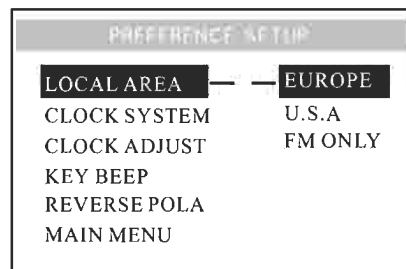 PREFERENCE SETUP
LOCAL AREA — — EUROPE
CLOCK SYSTEM U.S.A
CLOCK ADJUST FM ONLY
KEY BEEP
REVERSE POLA
MAIN MENU